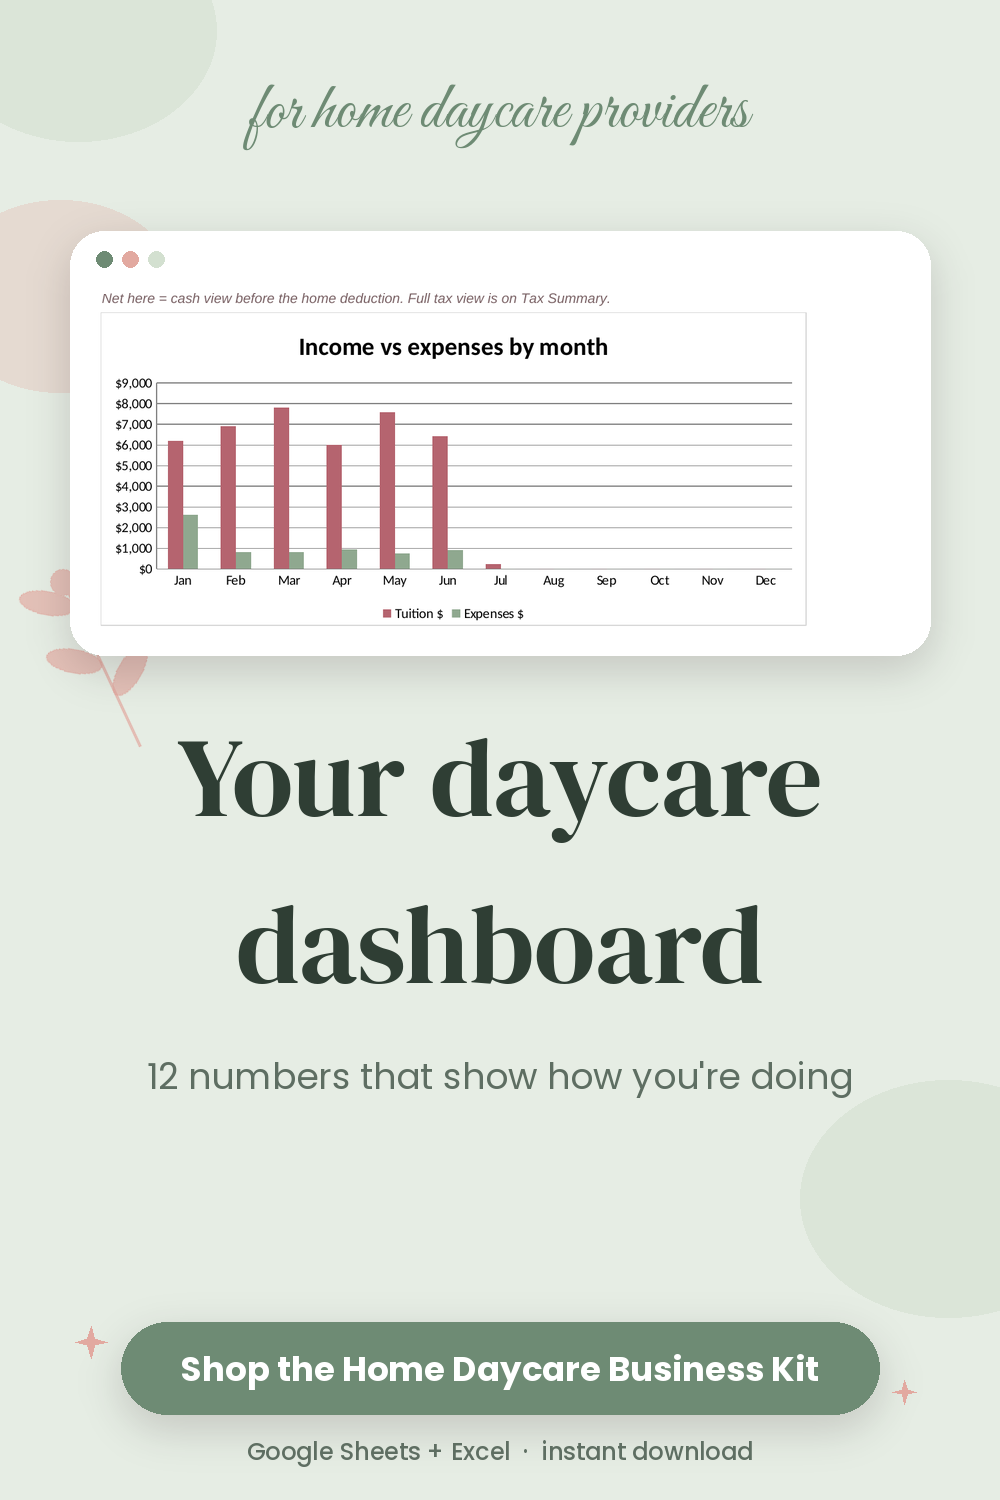 for home daycare providers
Net here = cash view before the home deduction. Full tax view is on Tax Summary.
Income vs expenses by month
$9,000
$8,000
$7,000
$6,000
$5,000
$4,000
$3,000
$2,000
$1,000
$0
Jan Feb Mar Apr May Jun Jul Aug Sep Oct Nov Dec
Tuition $ Expenses $
Your daycare
dashboard
12 numbers that show how you're doing
Shop the Home Daycare Business Kit
Google Sheets + Excel · instant download